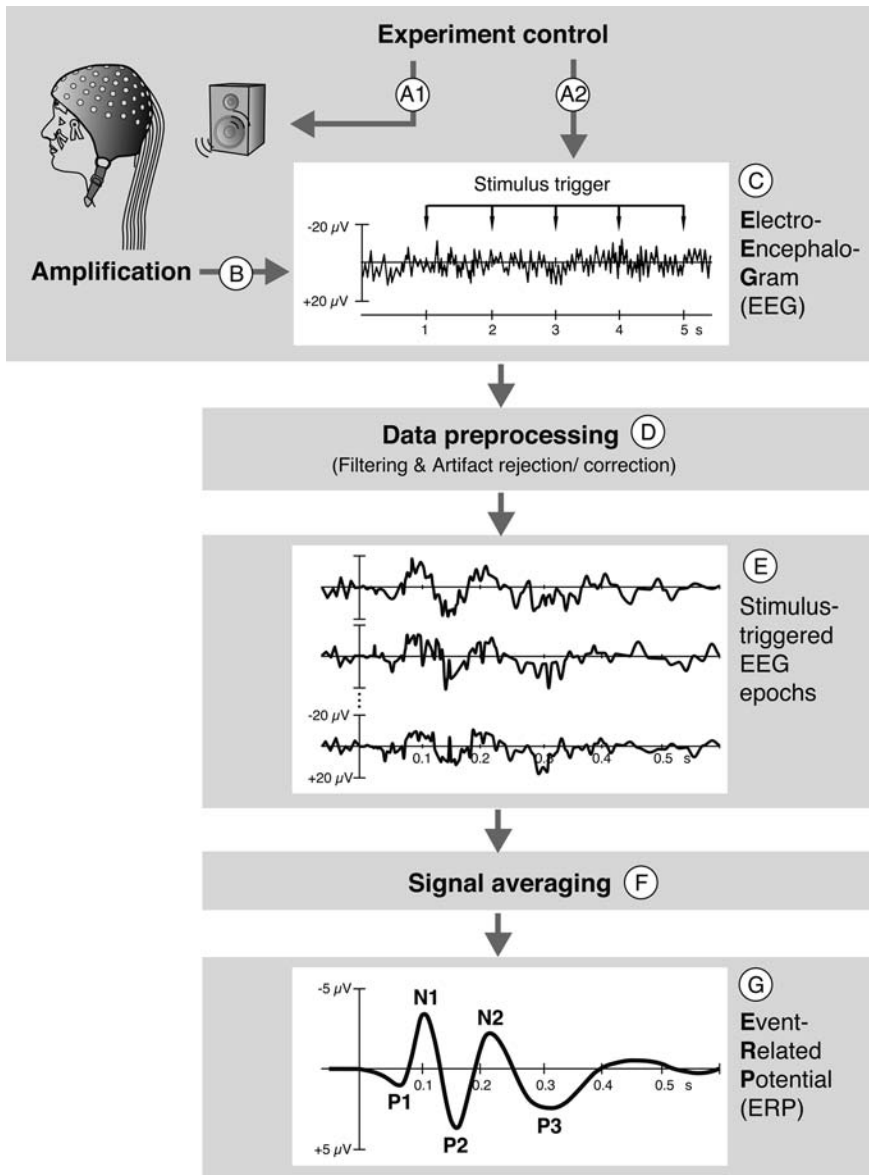 Experiment control
A1
A2
Stimulus trigger
C
Electro-
Encephalo-
Gram
(EEG)
-20 µV
+20 µV
1 2 3 4 5 s
Amplification
B
Data preprocessing D
(Filtering & Artifact rejection/ correction)
E
Stimulus-
triggered
EEG
epochs
-20 µV
+20 µV
0.1 0.2 0.3 0.4 0.5 s
Signal averaging F
G
Event-
Related
Potential
(ERP)
-5 µV
N1
N2
0.1 0.2 0.3 0.4 0.5 s
P1
P2
P3
+5 µV